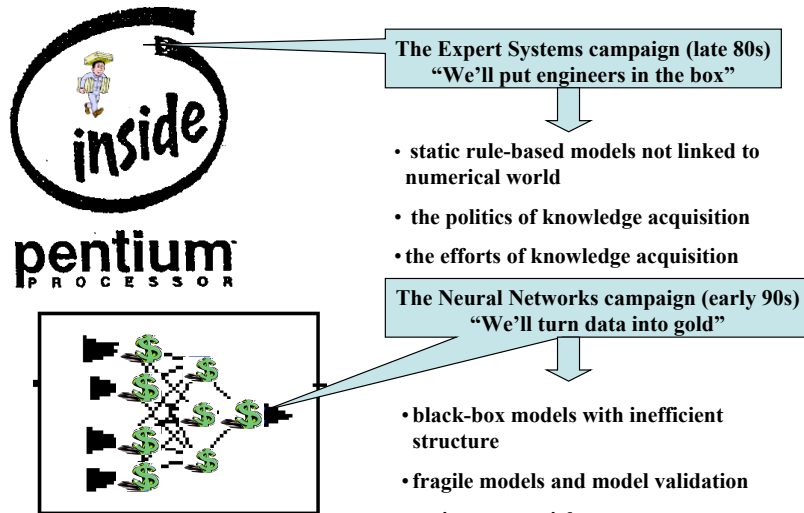 The Expert Systems campaign (late 80s)
“We’ll put engineers in the box”
inside
• static rule-based models not linked to
numerical world
• the politics of knowledge acquisition
• the efforts of knowledge acquisition
pentium
PROCESSOR
The Neural Networks campaign (early 90s)
“We’ll turn data into gold”
$ $ $ $ $ $ $ $
• black-box models with inefficient
structure
• fragile models and model validation